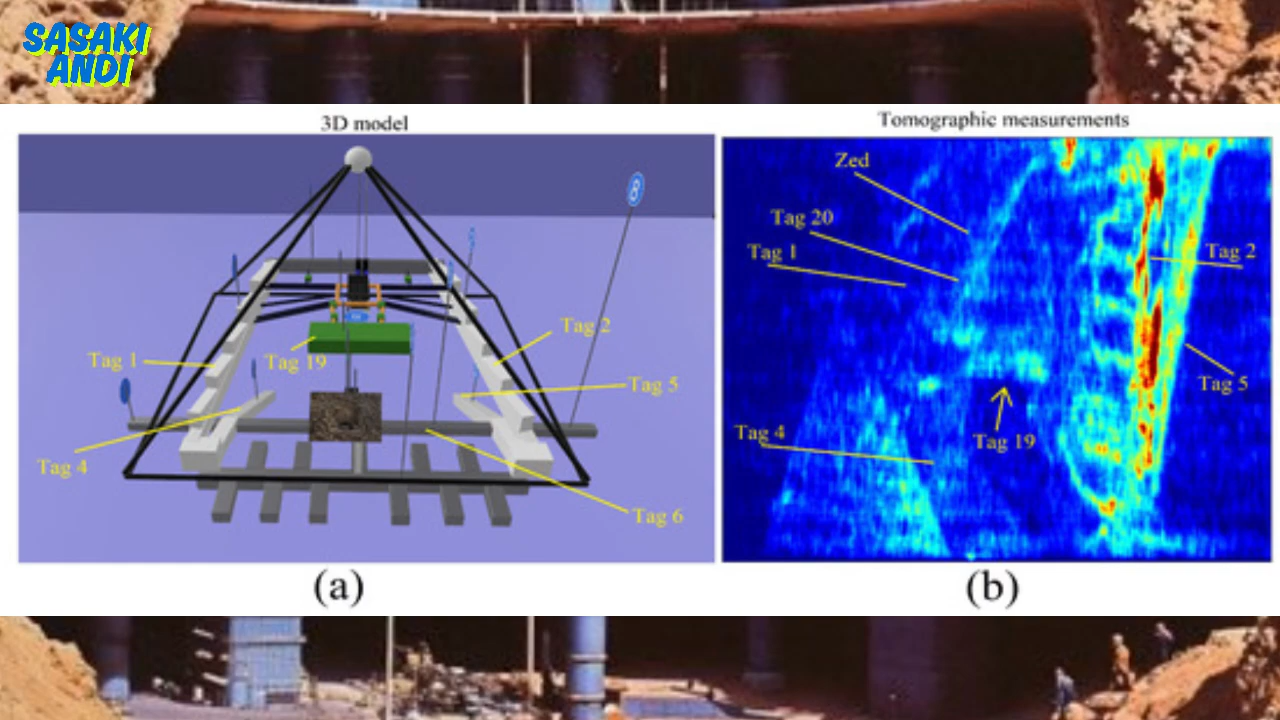 SASAKI
ANDI
3D model
Tomographic measurements
8
Zed
Tag 20
Tag 1
Tag 2
Tag 2
Tag 1
Tag 19
Tag 5
Tag 5
Tag 19
Tag 4
Tag 4
Tag 6
(a)
(b)